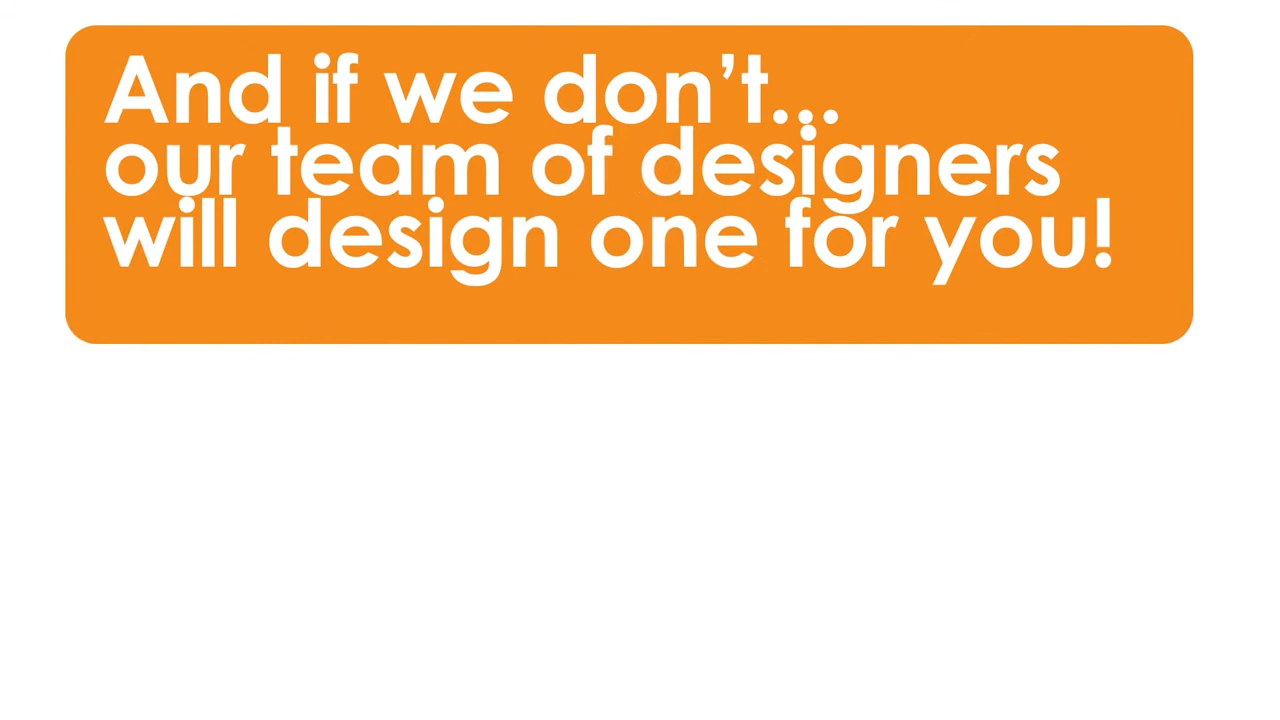 And if we don’t...
our team of designers
will design one for you!